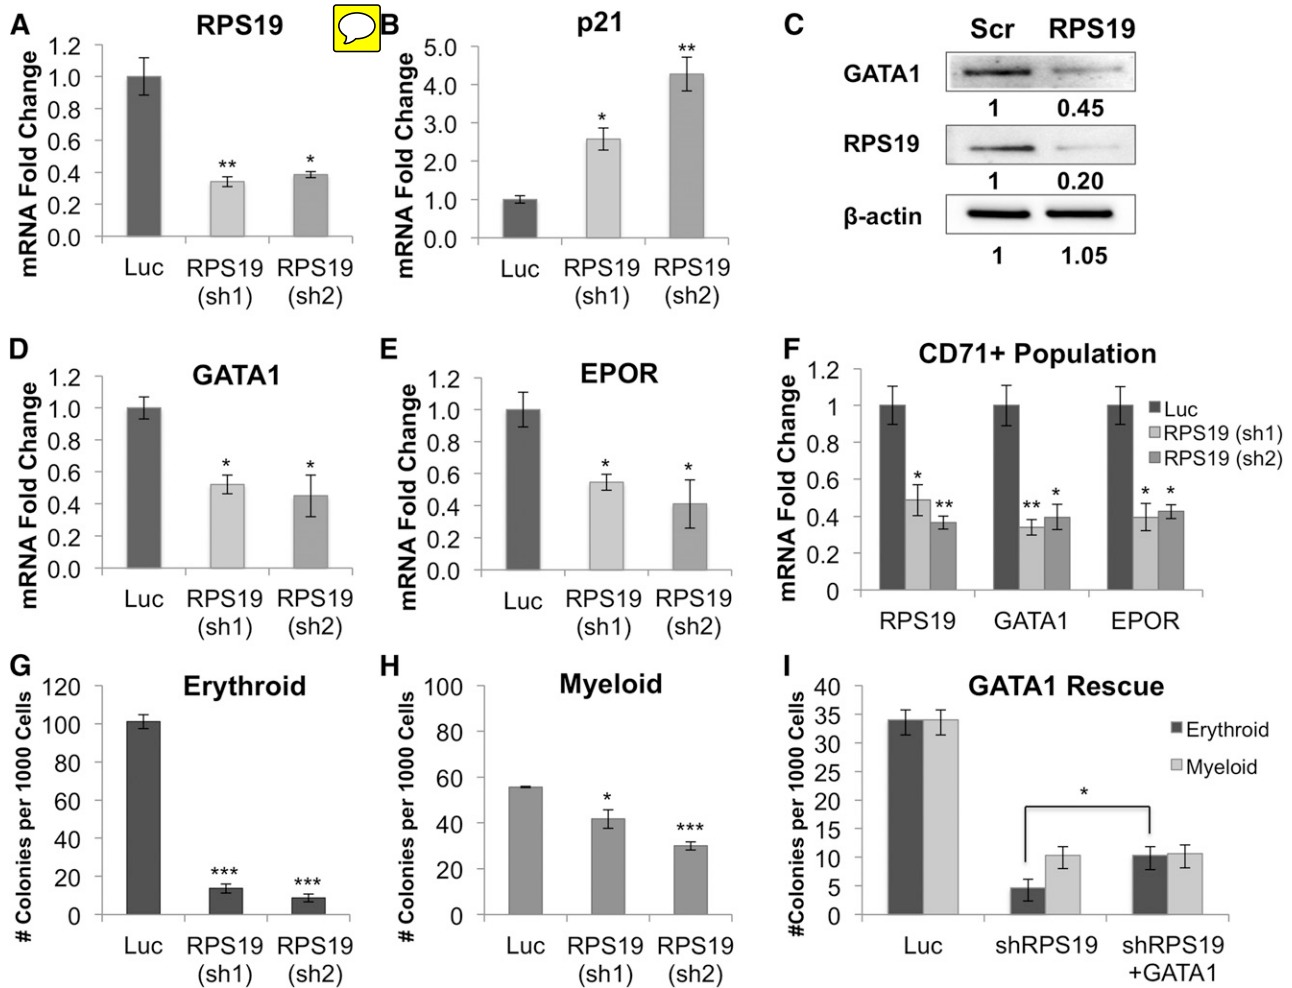 A
RPS19
mRNA Fold Change
1.2
1.0
0.8
0.6
0.4
0.2
0.0
**
*
Luc
RPS19
(sh1)
RPS19
(sh2)
B
p21
mRNA Fold Change
5.0
4.0
3.0
2.0
1.0
0.0
*
**
Luc
RPS19
(sh1)
RPS19
(sh2)
C
Scr RPS19
GATA1
1 0.45
RPS19
1 0.20
β-actin
1 1.05
D
GATA1
mRNA Fold Change
1.2
1.0
0.8
0.6
0.4
0.2
0.0
*
*
Luc
RPS19
(sh1)
RPS19
(sh2)
E
EPOR
mRNA Fold Change
1.2
1.0
0.8
0.6
0.4
0.2
0.0
*
*
Luc
RPS19
(sh1)
RPS19
(sh2)
F
CD71+ Population
mRNA Fold Change
1.2
1
0.8
0.6
0.4
0.2
0
*
**
**
*
*
*
Luc
RPS19 (sh1)
RPS19 (sh2)
RPS19 GATA1 EPOR
G
Erythroid
# Colonies per 1000 Cells
120
100
80
60
40
20
0
***
***
Luc
RPS19
(sh1)
RPS19
(sh2)
H
Myeloid
# Colonies per 1000 Cells
100
80
60
40
20
0
*
***
Luc
RPS19
(sh1)
RPS19
(sh2)
I
GATA1 Rescue
#Colonies per 1000 Cells
40
35
30
25
20
15
10
5
0
Erythroid
Myeloid
*
Luc
shRPS19
shRPS19
+GATA1